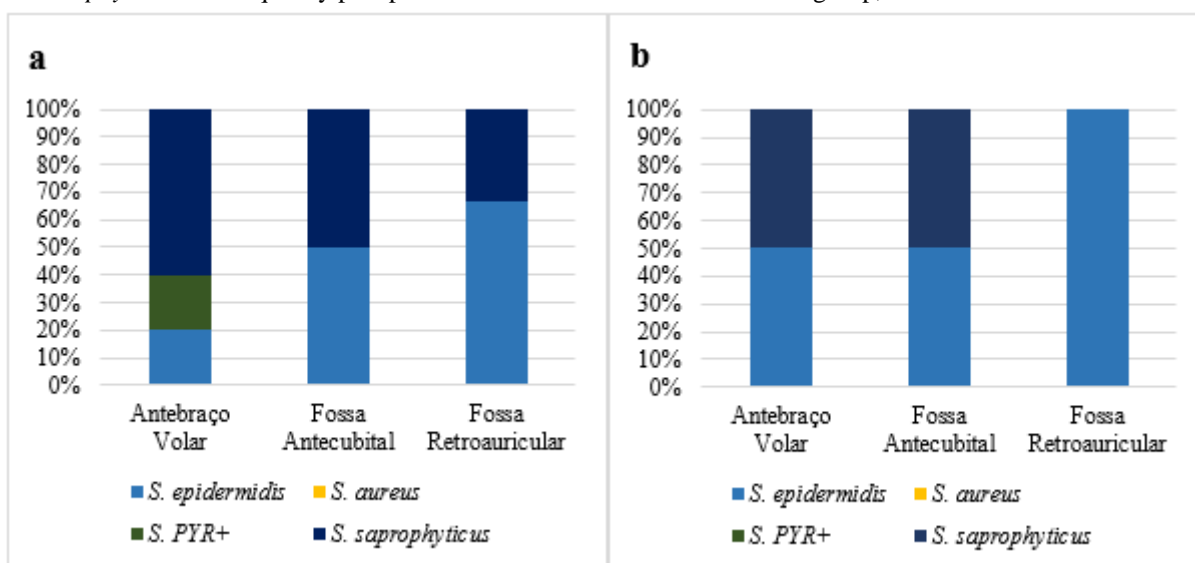 a
100%
90%
80%
70%
60%
50%
40%
30%
20%
10%
0%
Antebraço Volar
Fossa Antecubital
Fossa Retroauricular
S. epidermidis
S. aureus
S. PYR+
S. saprophyticus
b
100%
90%
80%
70%
60%
50%
40%
30%
20%
10%
0%
Antebraço Volar
Fossa Antecubital
Fossa Retroauricular
S. epidermidis
S. aureus
S. PYR+
S. saprophyticus